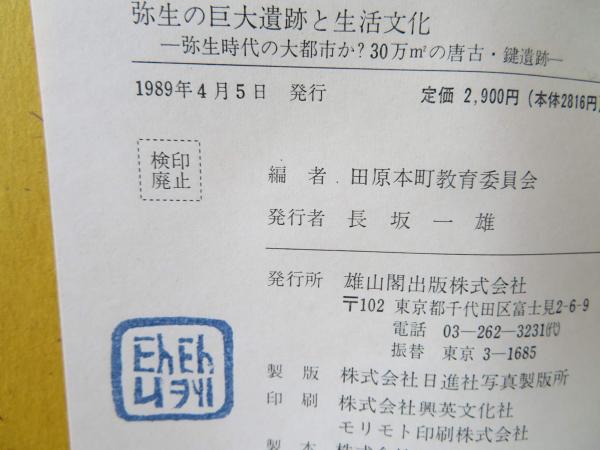 弥生の巨大遺跡と生活文化
―弥生時代の大都市か？30万㎡の唐古・鍵遺跡―
1989年4月5日 発行 定価 2,900円（本体2816円）
検印
廃止
編者 田原本町教育委員会
発行者 長坂一雄
発行所 雄山閣出版株式会社
〒102 東京都千代田区富士見2-6-9
電話 03―262―3231㈹
振替 東京 3―1685
製版 株式会社日進社写真製版所
印刷 株式会社興英文化社
モリモト印刷株式会社